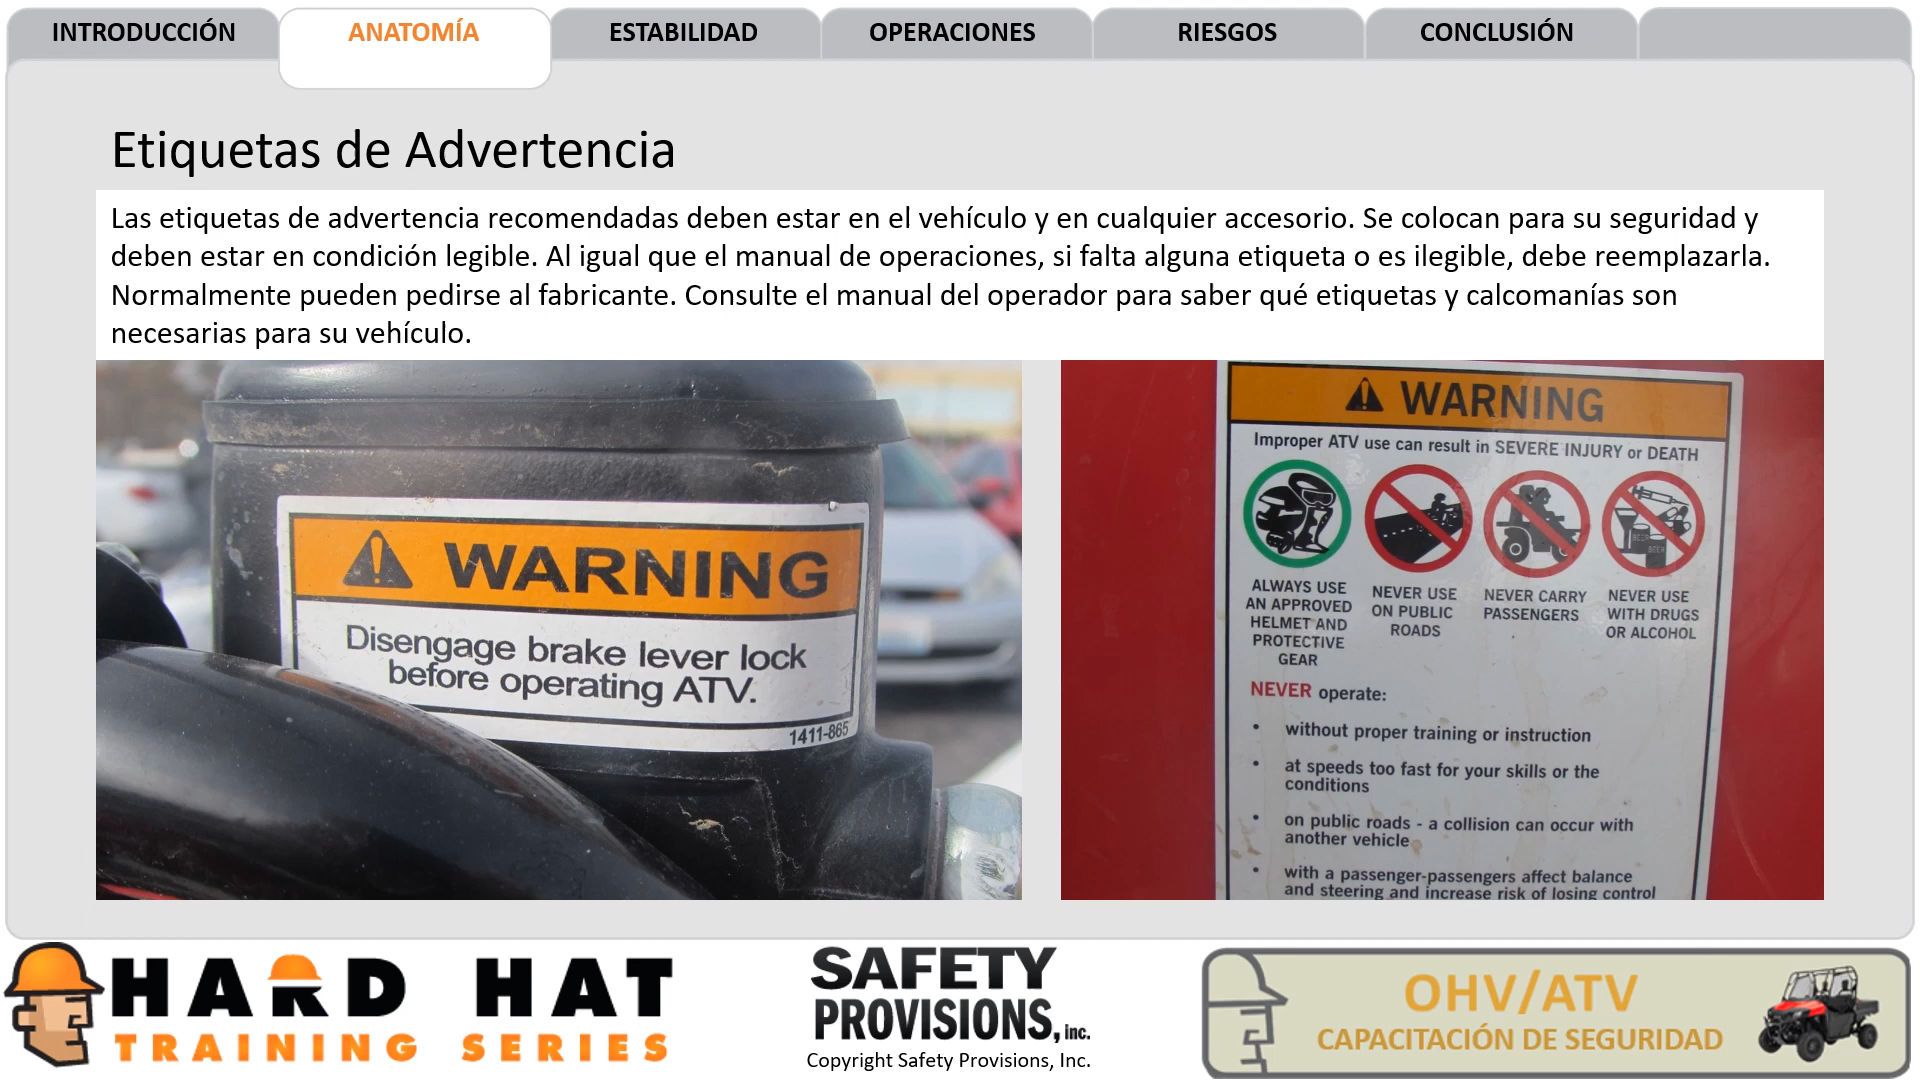 INTRODUCCIÓN
ANATOMÍA
ESTABILIDAD
OPERACIONES
RIESGOS
CONCLUSIÓN
Etiquetas de Advertencia
Las etiquetas de advertencia recomendadas deben estar en el vehículo y en cualquier accesorio. Se colocan para su seguridad y
deben estar en condición legible. Al igual que el manual de operaciones, si falta alguna etiqueta o es ilegible, debe reemplazarla.
Normalmente pueden pedirse al fabricante. Consulte el manual del operador para saber qué etiquetas y calcomanías son
necesarias para su vehículo.
WARNING
Disengage brake lever lock
before operating ATV.
1411-865
WARNING
Improper ATV use can result in SEVERE INJURY or DEATH
BEER
BEER
ALWAYS USE
AN APPROVED
HELMET AND
PROTECTIVE
GEAR
NEVER USE
ON PUBLIC
ROADS
NEVER CARRY
PASSENGERS
NEVER USE
WITH DRUGS
OR ALCOHOL
NEVER operate:
• without proper training or instruction
• at speeds too fast for your skills or the
conditions
• on public roads - a collision can occur with
another vehicle
• with a passenger-passengers affect balance
and steering and increase risk of losing control
HARD HAT
TRAINING SERIES
SAFETY
PROVISIONS, inc.
Copyright Safety Provisions, Inc.
OHV/ATV
CAPACITACIÓN DE SEGURIDAD